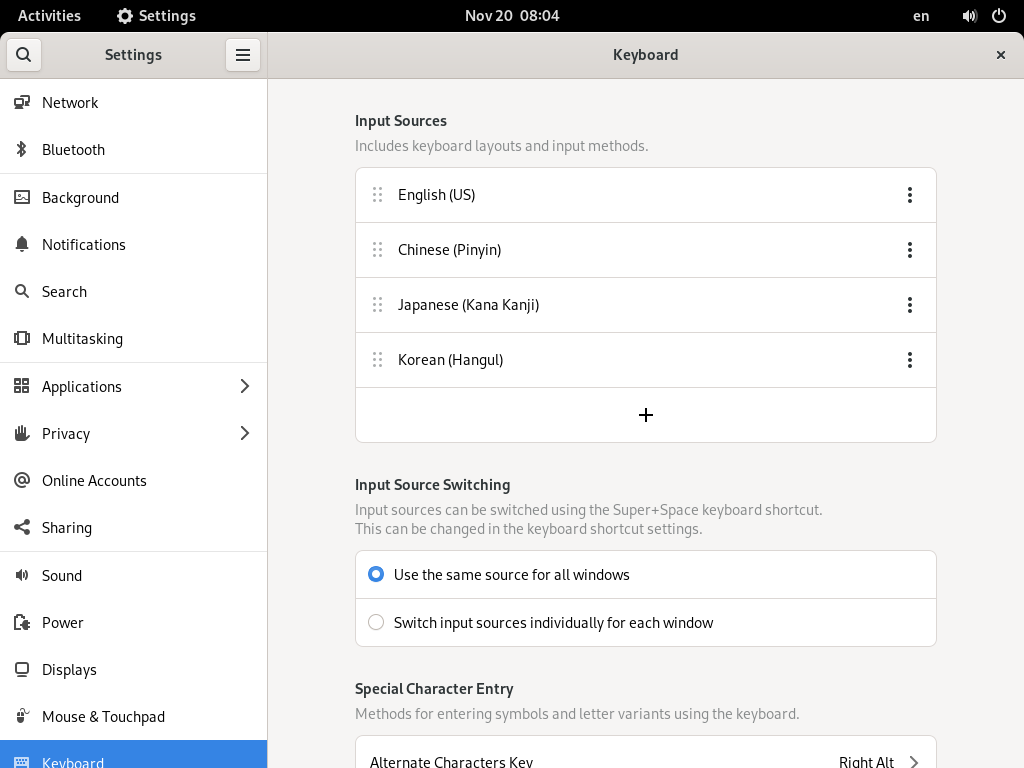 Activities
Settings
Nov 20 08:04
en
Settings
Keyboard
Network
Bluetooth
Background
Notifications
Search
Multitasking
Applications
Privacy
Online Accounts
Sharing
Sound
Power
Displays
Mouse & Touchpad
Keyboard
Input Sources
Includes keyboard layouts and input methods.
English (US)
Chinese (Pinyin)
Japanese (Kana Kanji)
Korean (Hangul)
Input Source Switching
Input sources can be switched using the Super+Space keyboard shortcut.
This can be changed in the keyboard shortcut settings.
Use the same source for all windows
Switch input sources individually for each window
Special Character Entry
Methods for entering symbols and letter variants using the keyboard.
Alternate Characters Key
Right Alt